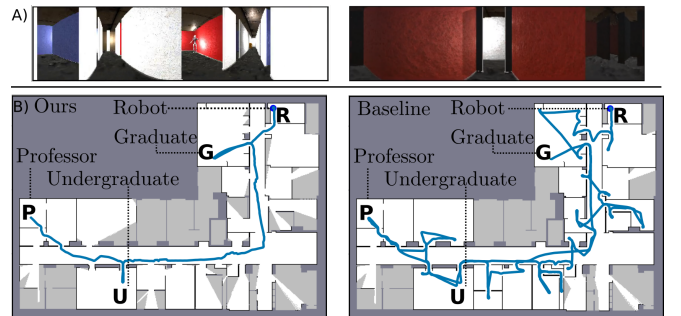 A)
B) Ours
Robot
R
Graduate
G
Professor
Undergraduate
P
U
Baseline
Robot
R
Graduate
G
Professor
Undergraduate
P
U